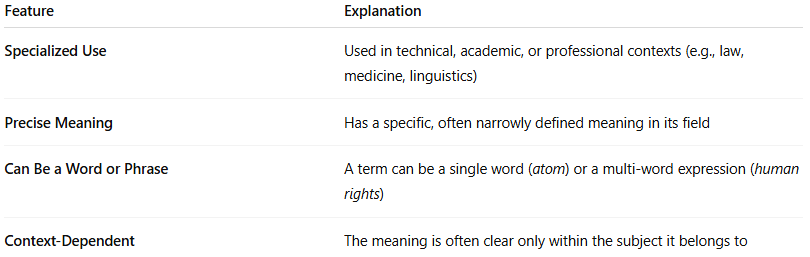 Feature Explanation
Specialized Use Used in technical, academic, or professional contexts (e.g., law,
medicine, linguistics)
Precise Meaning Has a specific, often narrowly defined meaning in its field
Can Be a Word or Phrase A term can be a single word (atom) or a multi-word expression (human
rights)
Context-Dependent The meaning is often clear only within the subject it belongs to